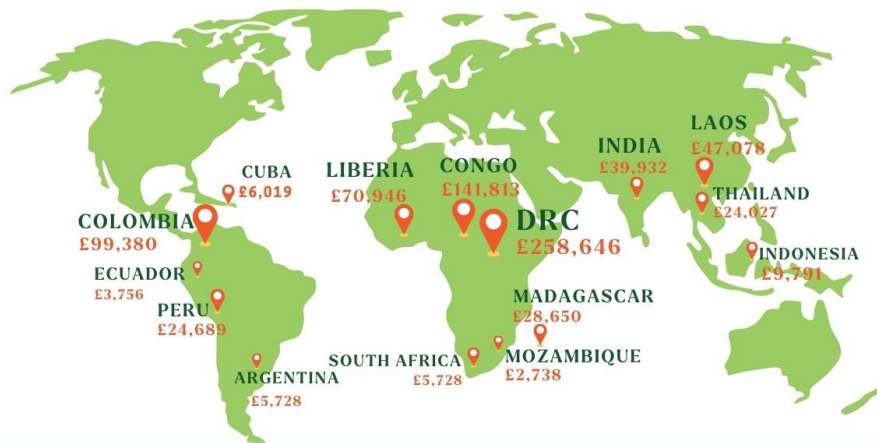 CUBA
£6,019
COLOMBIA
£99,380
ECUADOR
£3,756
PERU
£24,689
ARGENTINA
£5,728
LIBERIA
£70,946
CONGO
£141,813
DRC
£258,646
MADAGASCAR
£28,650
SOUTH AFRICA
£5,728
MOZAMBIQUE
£2,738
INDIA
£39,932
LAOS
£47,078
THAILAND
£24,027
INDONESIA
£9,791